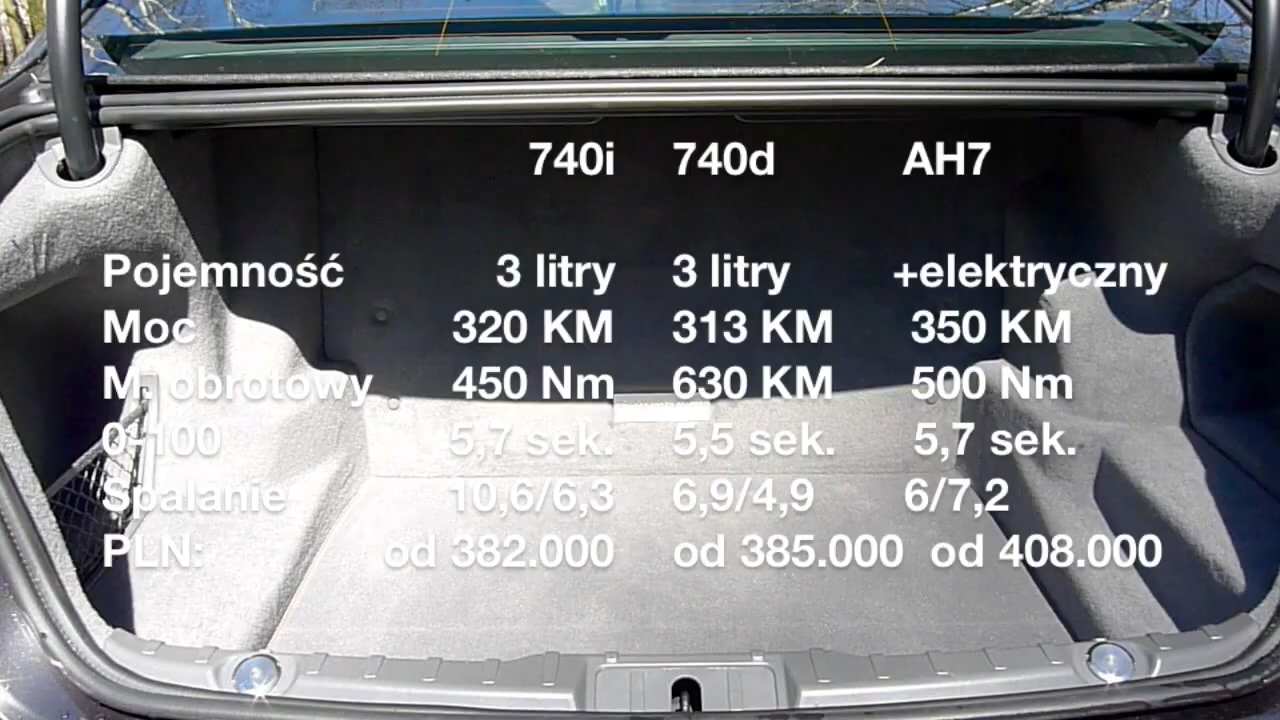 740i 740d AH7
Pojemność 3 litry 3 litry +elektryczny
Moc 320 KM 313 KM 350 KM
M. obrotowy 450 Nm 630 KM 500 Nm
0-100 5,7 sek. 5,5 sek. 5,7 sek.
Spalanie 10,6/6,3 6,9/4,9 6/7,2
PLN: od 382.000 od 385.000 od 408.000